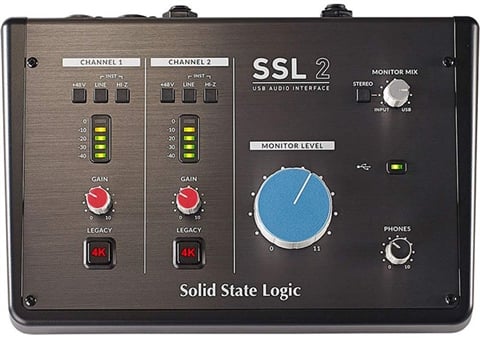 CHANNEL 1
INST
+48V LINE HI-Z
0
-10
-20
-30
-40
GAIN
0 10
LEGACY
4K
CHANNEL 2
INST
+48V LINE HI-Z
0
-10
-20
-30
-40
GAIN
0 10
LEGACY
4K
SSL 2
USB AUDIO INTERFACE
MONITOR MIX
STEREO
INPUT USB
MONITOR LEVEL
0 11
PHONES
0 10
Solid State Logic